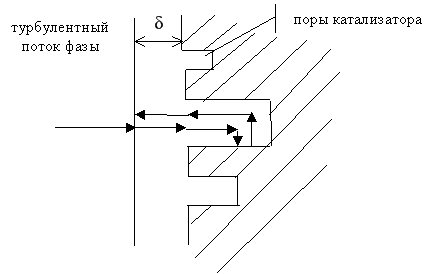 турбулентный
поток фазы
δ
поры катализатора